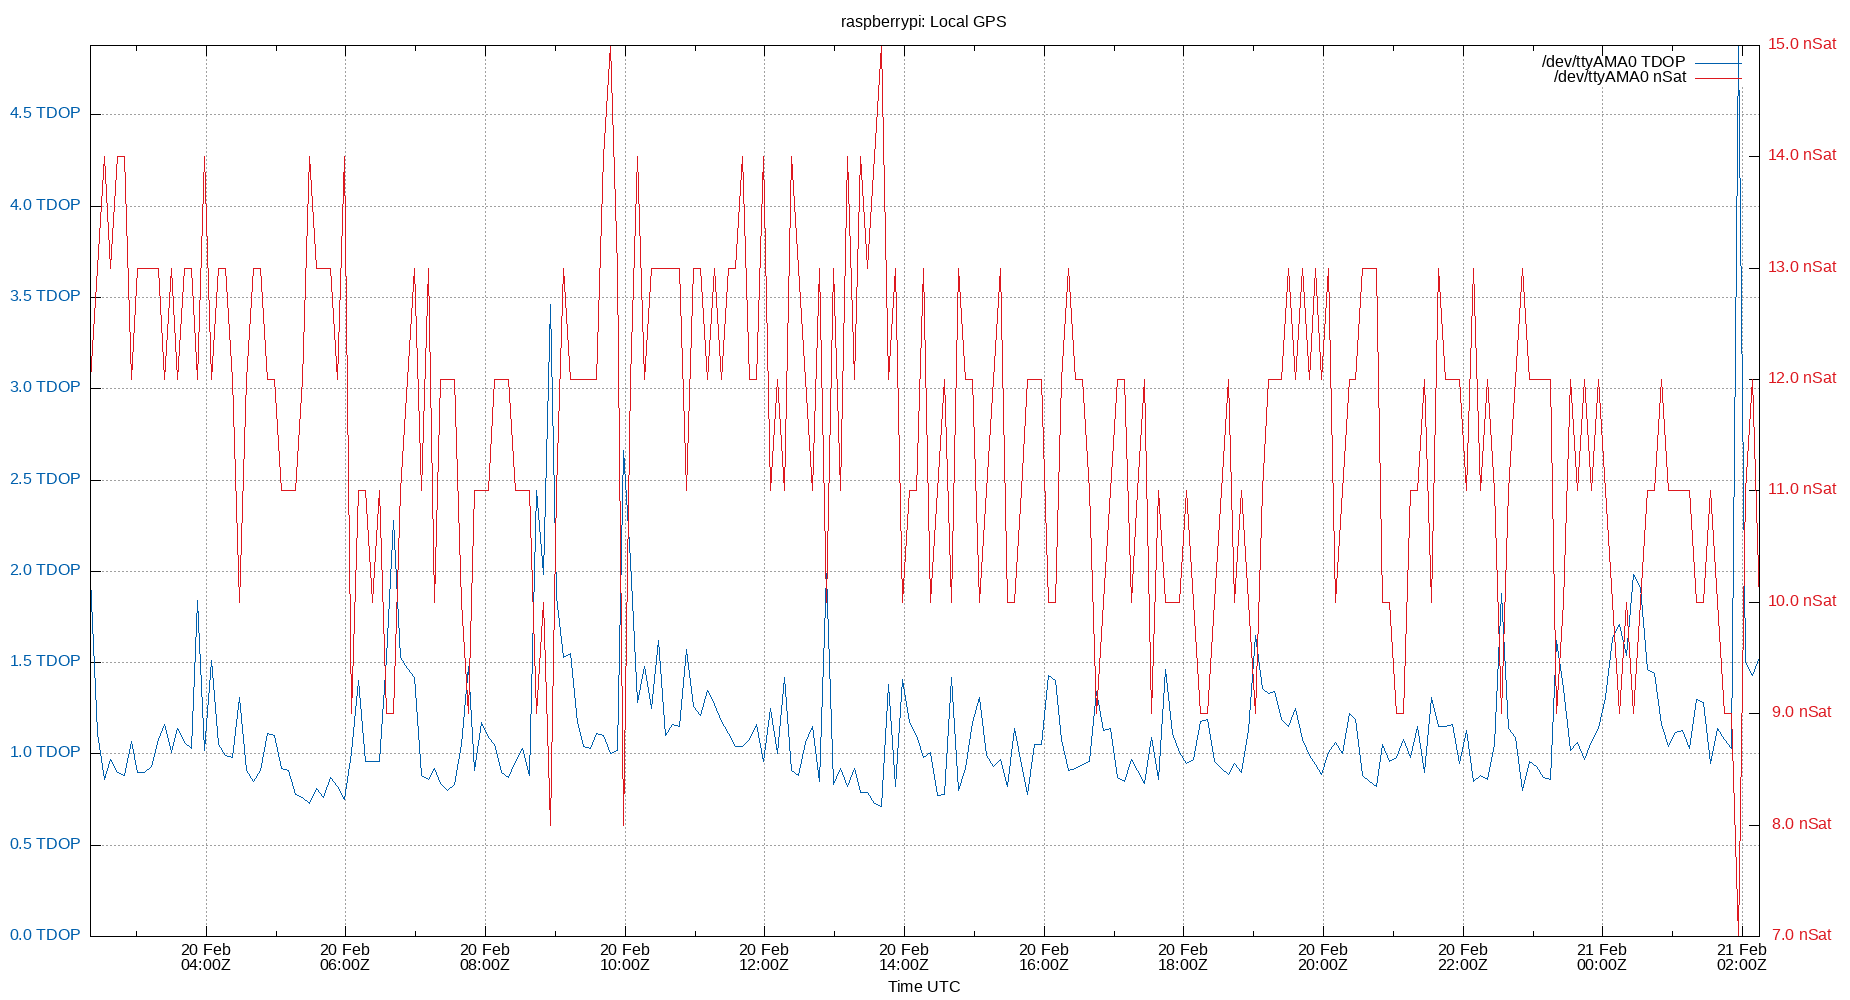 raspberrypi: Local GPS
/dev/ttyAMA0 TDOP
/dev/ttyAMA0 nSat
4.5 TDOP
4.0 TDOP
3.5 TDOP
3.0 TDOP
2.5 TDOP
2.0 TDOP
1.5 TDOP
1.0 TDOP
0.5 TDOP
0.0 TDOP
15.0 nSat
14.0 nSat
13.0 nSat
12.0 nSat
11.0 nSat
10.0 nSat
9.0 nSat
8.0 nSat
7.0 nSat
20 Feb
04:00Z
20 Feb
06:00Z
20 Feb
08:00Z
20 Feb
10:00Z
20 Feb
12:00Z
20 Feb
14:00Z
20 Feb
16:00Z
20 Feb
18:00Z
20 Feb
20:00Z
20 Feb
22:00Z
21 Feb
00:00Z
21 Feb
02:00Z
Time UTC